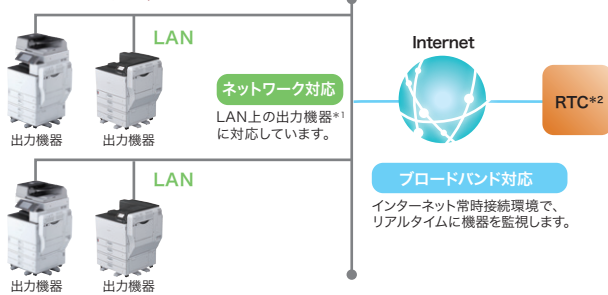 LAN
Internet
ネットワーク対応
LAN上の出力機器*1
に対応しています。
RTC*2
出力機器
出力機器
LAN
ブロードバンド対応
インターネット常時接続環境で、
リアルタイムに機器を監視します。
出力機器
出力機器